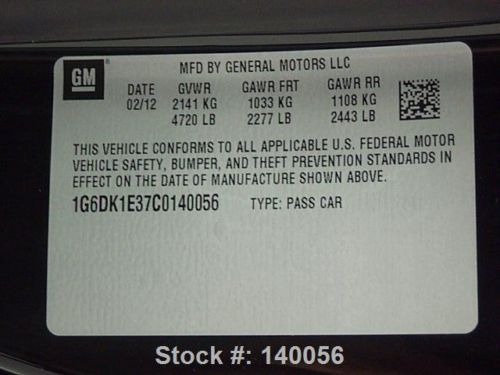 GM
MFD BY GENERAL MOTORS LLC
DATE GVWR GAWR FRT GAWR RR
02/12 2141 KG 1033 KG 1108 KG
4720 LB 2277 LB 2443 LB
THIS VEHICLE CONFORMS TO ALL APPLICABLE U.S. FEDERAL MOTOR
VEHICLE SAFETY, BUMPER, AND THEFT PREVENTION STANDARDS IN
EFFECT ON THE DATE OF MANUFACTURE SHOWN ABOVE.
1G6DK1E37C0140056 TYPE: PASS CAR
Stock #: 140056